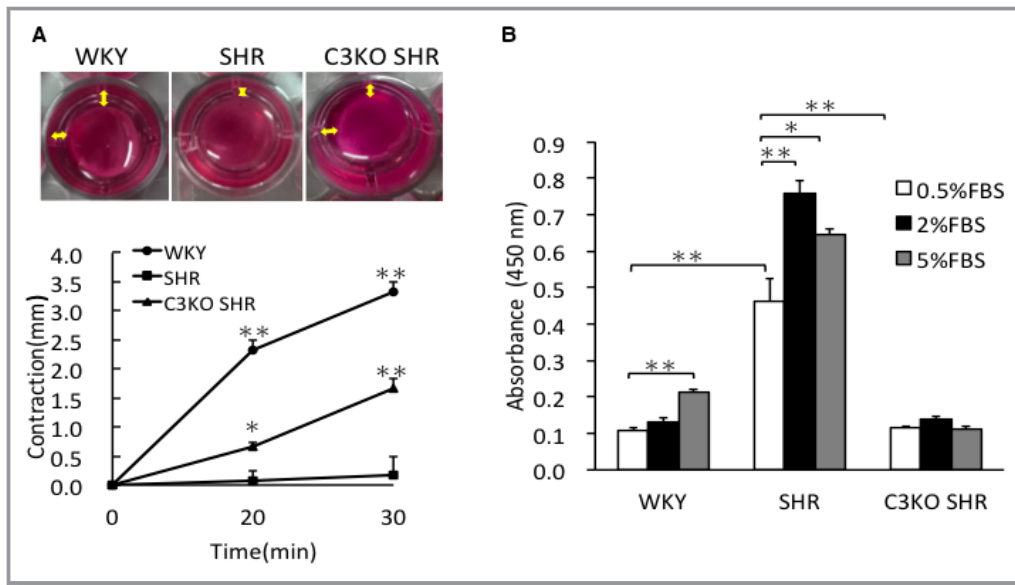 A
WKY SHR C3KO SHR
Contraction(mm)
4.0
3.5
3.0
2.5
2.0
1.5
1.0
0.5
0.0
WKY
SHR
C3KO SHR
**
**
*
**
0 20 30
Time(min)
B
Absorbance (450 nm)
0.9
0.8
0.7
0.6
0.5
0.4
0.3
0.2
0.1
0.0
**
*
**
**
**
0.5%FBS
2%FBS
5%FBS
WKY SHR C3KO SHR